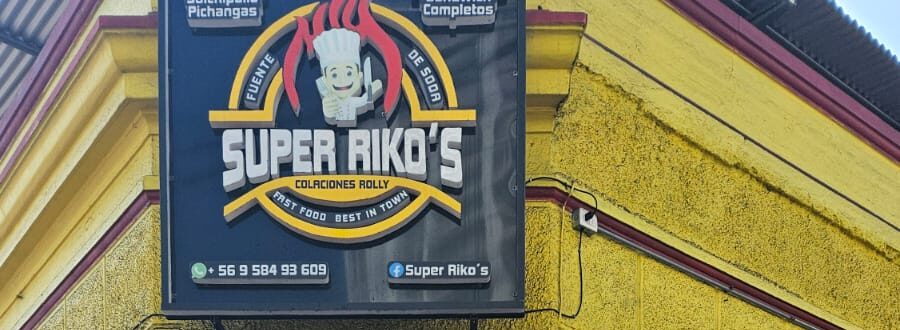 Pichangas
Completos
FUENTE DE SODA
SUPER RIKO'S
COLACIONES ROLLY
FAST FOOD BEST IN TOWN
+ 56 9 584 93 609
Super Riko's